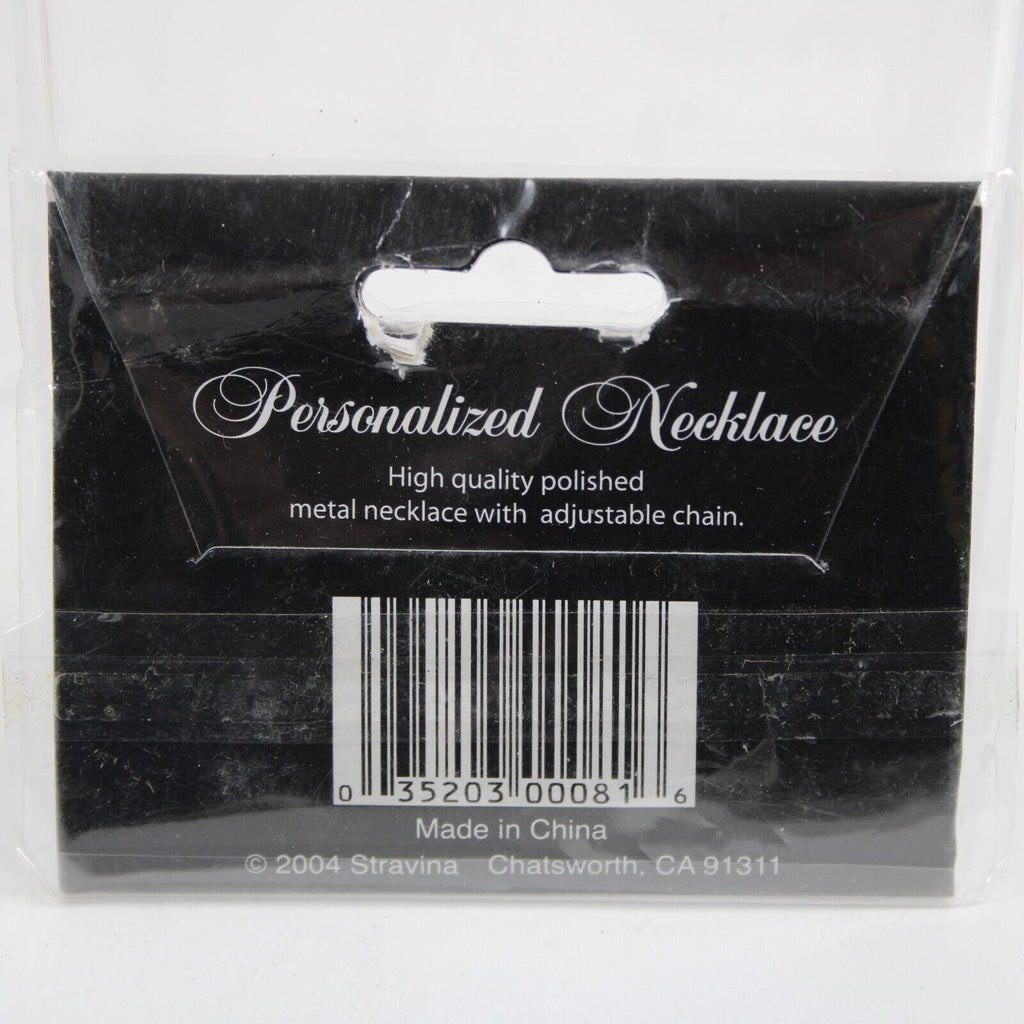 Personalized Necklace
High quality polished
metal necklace with adjustable chain.
0 35203 00081 6
Made in China
© 2004 Stravina Chatsworth, CA 91311